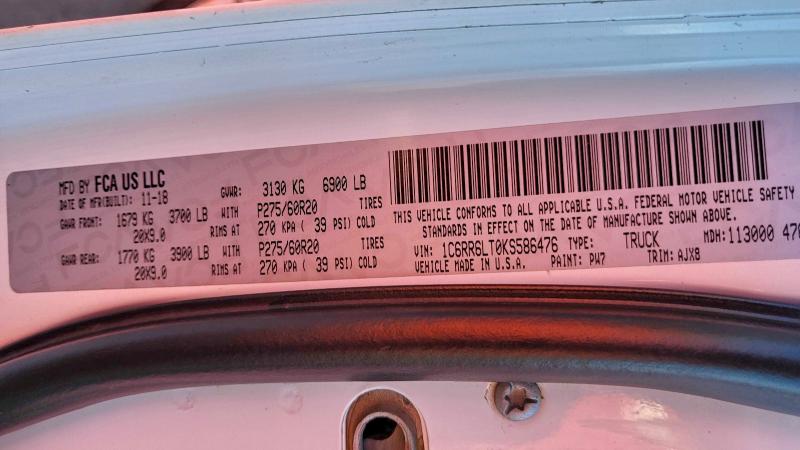 MFD BY FCA US LLC
DATE OF MFR(BUILT): 11-18 GVWR: 3130 KG 6900 LB
GAWR FRONT: 1679 KG 3700 LB WITH P275/60R20 TIRES
20X9.0 RIMS AT 270 KPA ( 39 PSI) COLD
GAWR REAR: 1770 KG 3900 LB WITH P275/60R20 TIRES
20X9.0 RIMS AT 270 KPA ( 39 PSI) COLD
THIS VEHICLE CONFORMS TO ALL APPLICABLE U.S.A. FEDERAL MOTOR VEHICLE SAFETY
STANDARDS IN EFFECT ON THE DATE OF MANUFACTURE SHOWN ABOVE.
VIN: 1C6RR6LT0KS586476 TYPE: TRUCK MDH: 113000
VEHICLE MADE IN U.S.A. PAINT: PW7 TRIM: AJX8